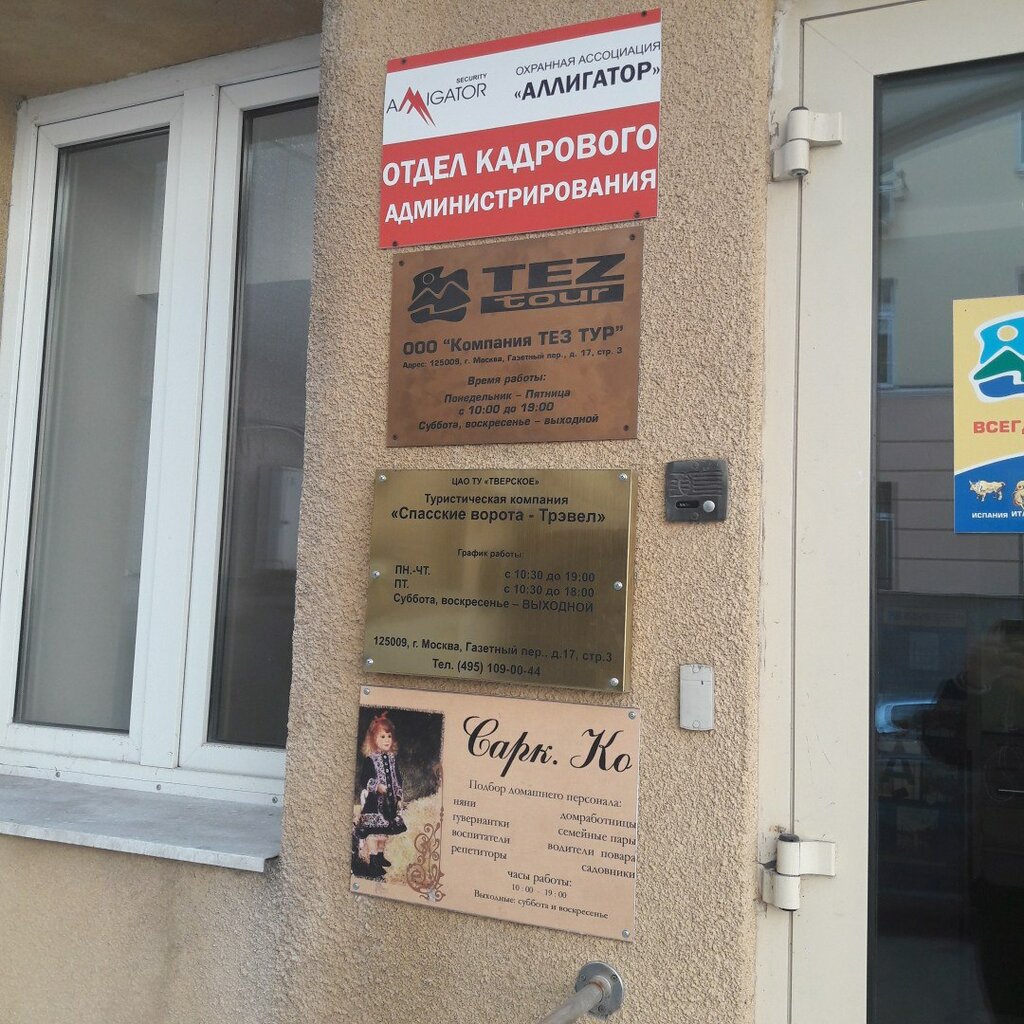 SECURITY
ALLIGATOR
ОХРАННАЯ АССОЦИАЦИЯ
«АЛЛИГАТОР»
ОТДЕЛ КАДРОВОГО
АДМИНИСТРИРОВАНИЯ
TEZ
tour
ООО "Компания ТЕЗ ТУР"
Адрес: 125009, г. Москва, Газетный пер., д. 17, стр. 3
Время работы:
Понедельник – Пятница
с 10:00 до 19:00
Суббота, воскресенье – выходной
ЦАО ТУ «ТВЕРСКОЕ»
Туристическая компания
«Спасские ворота - Трэвел»
График работы:
ПН.-ЧТ. с 10:30 до 19:00
ПТ. с 10:30 до 18:00
Суббота, воскресенье – ВЫХОДНОЙ
125009, г. Москва, Газетный пер., д.17, стр.3
Тел. (495) 109-00-44
Сарк. Ко
Подбор домашнего персонала:
няни домработницы
гувернантки семейные пары
воспитатели водители повара
репетиторы садовники
часы работы:
10:00 - 19:00
Выходные: суббота и воскресенье
ВСЕГД
ИСПАНИЯ ИТА